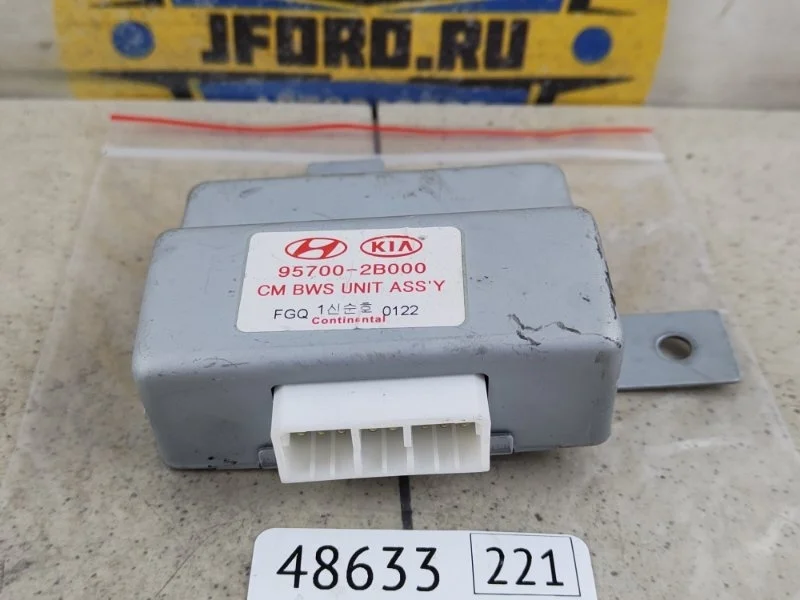 JFORD.RU
HYUNDAI KIA
95700-2B000
CM BWS UNIT ASS'Y
FGQ 1신순호 0122
Continental
48633 221